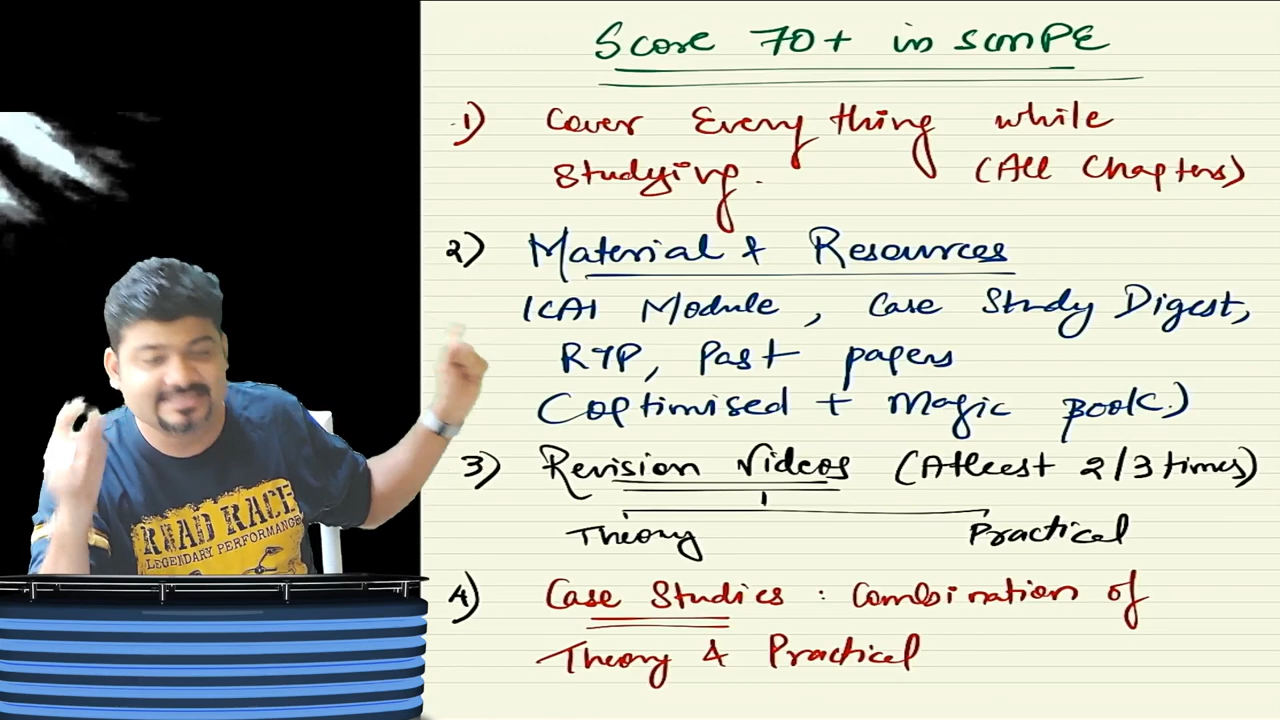 Score 70+ in SCMPE
1) Cover Everything while
studying. (All Chapters)
2) Material & Resources
ICAI Module, Case Study Digest,
RTP, Past papers
(optimised + Magic Book.)
3) Revision Videos (Atleest 2/3 times)
Theory Practical
4) Case Studies : Combination of
Theory & Practical
ROAD RACE
LEGENDARY PERFORMANCE